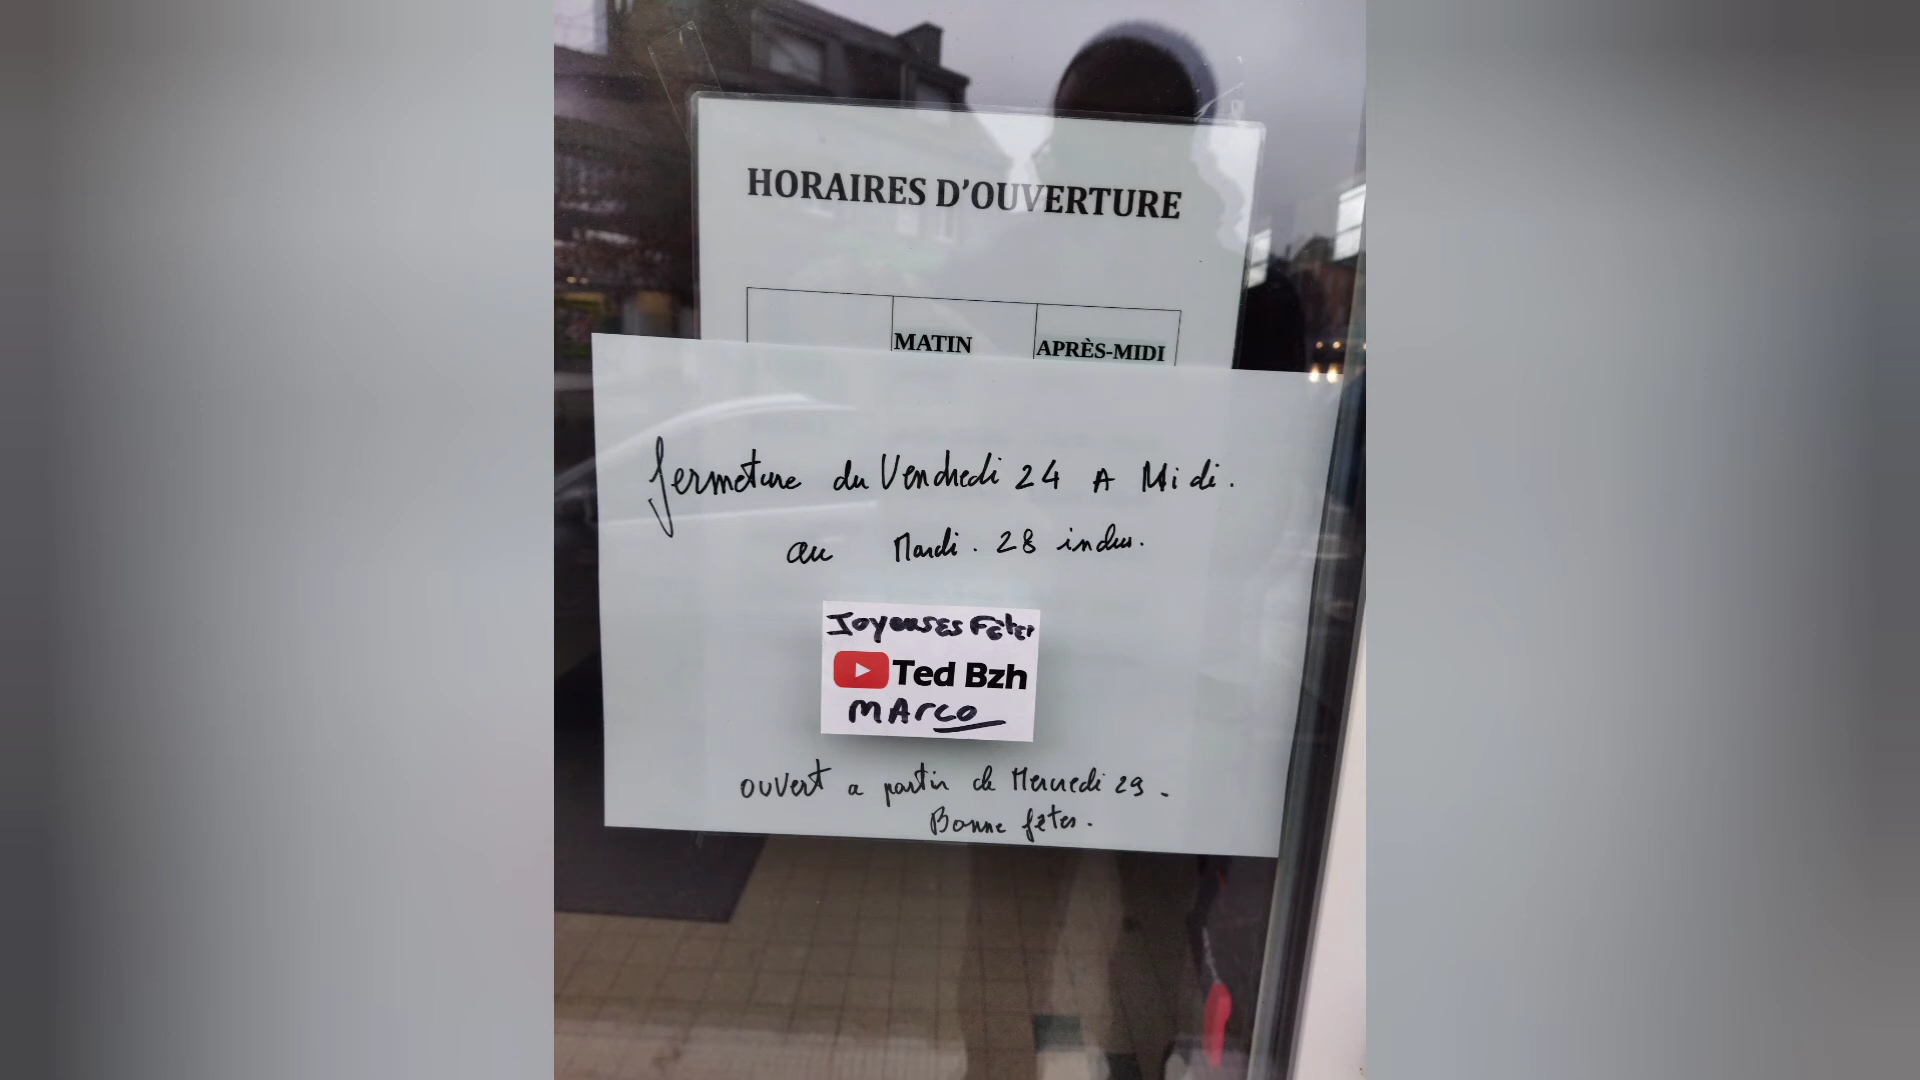 HORAIRES D'OUVERTURE
MATIN
APRÈS-MIDI
fermeture du Vendredi 24 A Midi.
au Mardi. 28 inclus.
Joyeuses Fêtes
Ted Bzh
MArco
ouvert a partir de Mercredi 29.
Bonne fêtes.